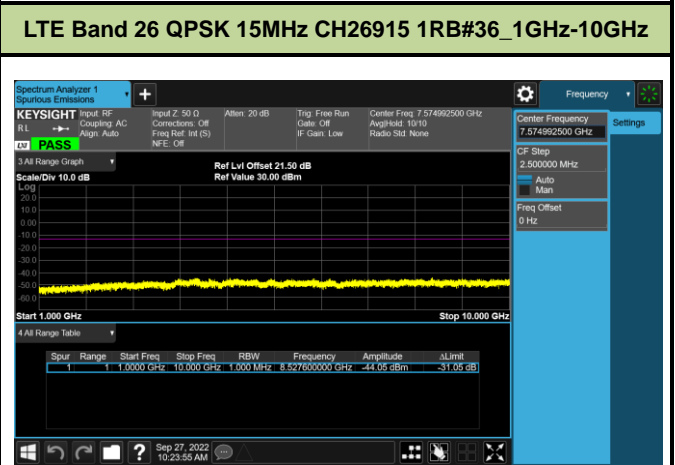 LTE Band 26 QPSK 15MHz CH26915 1RB#36_1GHz-10GHz
Spectrum Analyzer 1
Spurious Emissions
+
Frequency
KEYSIGHT
RL
LXI
PASS
Input: RF
Coupling: AC
Align: Auto
Input Z: 50 Ω
Corrections: Off
Freq Ref: Int (S)
NFE: Off
Atten: 20 dB
Trig: Free Run
Gate: Off
IF Gain: Low
Center Freq: 7.574992500 GHz
Avg|Hold: 10/10
Radio Std: None
Center Frequency
7.574992500 GHz
Settings
CF Step
2.500000 MHz
Auto
Man
Freq Offset
0 Hz
3 All Range Graph
Ref Lvl Offset 21.50 dB
Scale/Div 10.0 dB
Ref Value 30.00 dBm
Log
20.0
10.0
0.00
-10.0
-20.0
-30.0
-40.0
-50.0
-60.0
Start 1.000 GHz
Stop 10.000 GHz
4 All Range Table
Spur Range Start Freq Stop Freq RBW Frequency Amplitude ΔLimit
1 1 1.0000 GHz 10.000 GHz 1.000 MHz 8.527600000 GHz -44.05 dBm -31.05 dB
?
Sep 27, 2022
10:23:55 AM